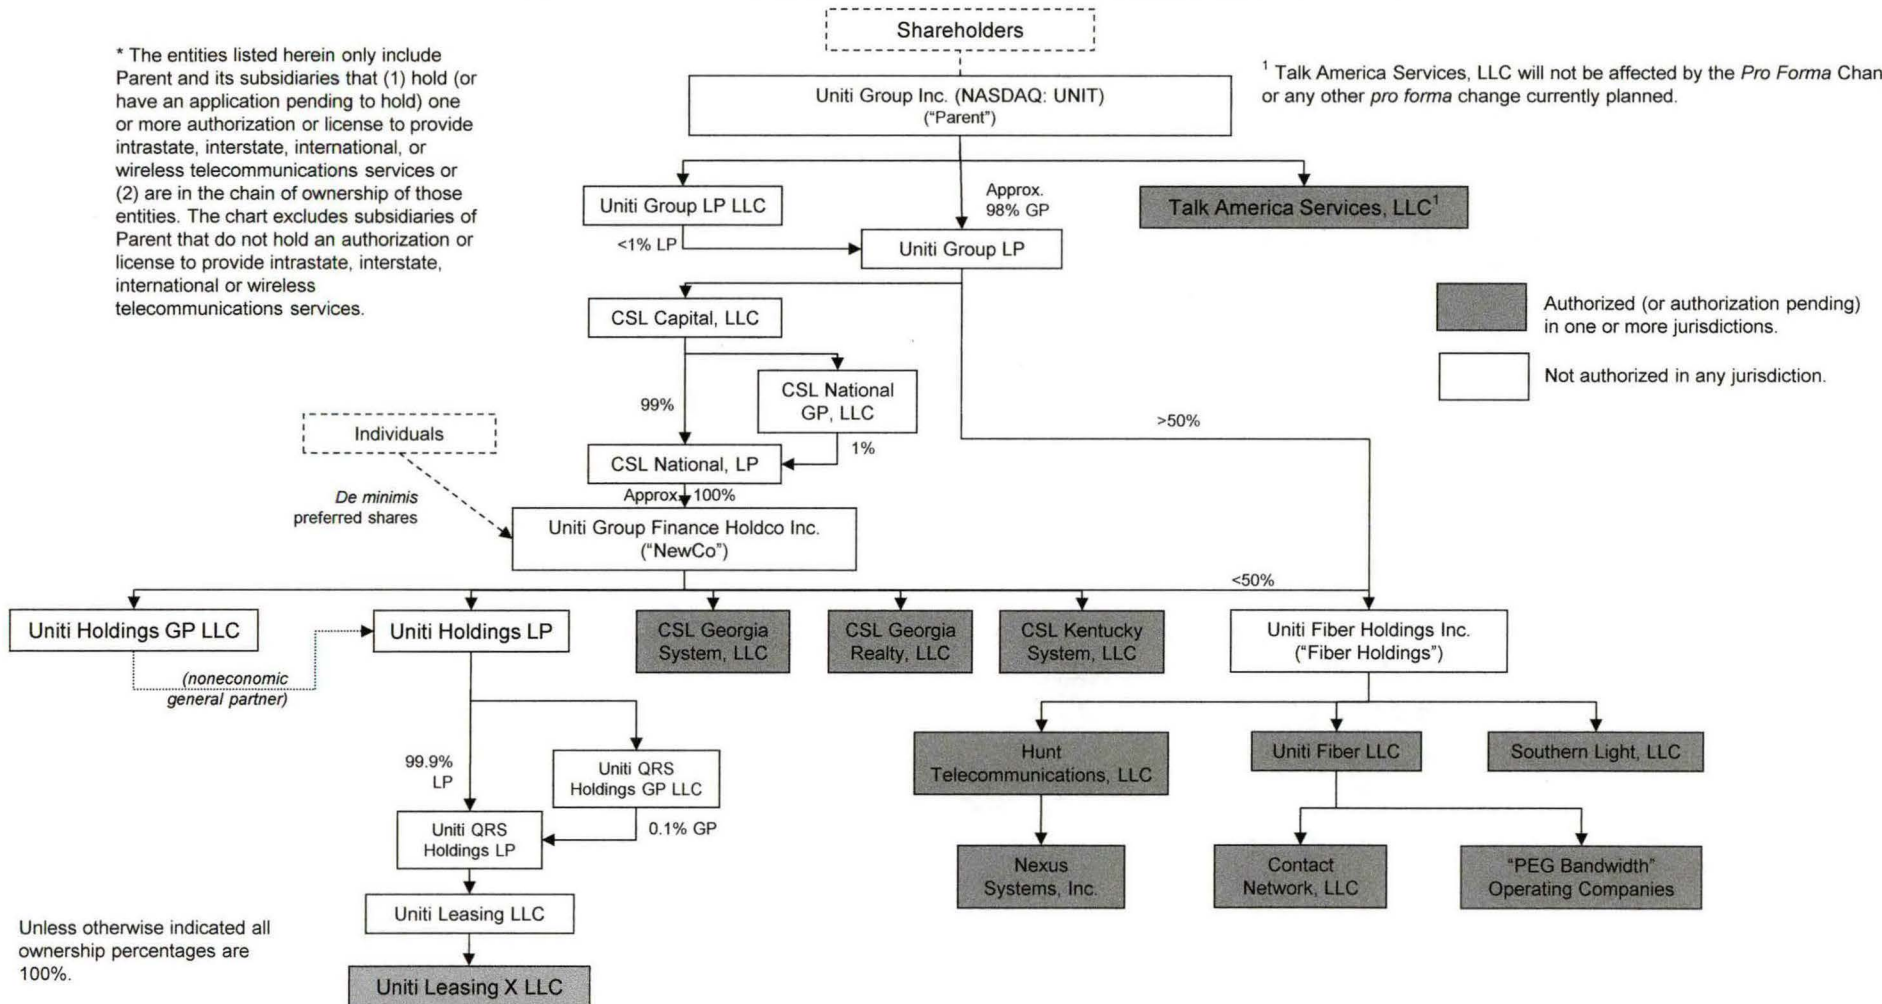 Shareholders
* The entities listed herein only include
Parent and its subsidiaries that (1) hold (or
have an application pending to hold) one
or more authorization or license to provide
intrastate, interstate, international, or
wireless telecommunications services or
(2) are in the chain of ownership of those
entities. The chart excludes subsidiaries of
Parent that do not hold an authorization or
license to provide intrastate, interstate,
international or wireless
telecommunications services.
Uniti Group Inc. (NASDAQ: UNIT)
("Parent")
1 Talk America Services, LLC will not be affected by the Pro Forma Chan
or any other pro forma change currently planned.
Uniti Group LP LLC
Approx.
98% GP
Talk America Services, LLC1
<1% LP
Uniti Group LP
CSL Capital, LLC
Authorized (or authorization pending)
in one or more jurisdictions.
Not authorized in any jurisdiction.
CSL National
GP, LLC
99%
>50%
Individuals
1%
CSL National, LP
De minimis
preferred shares
Approx. 100%
Uniti Group Finance Holdco Inc.
("NewCo")
<50%
Uniti Holdings GP LLC
Uniti Holdings LP
CSL Georgia
System, LLC
CSL Georgia
Realty, LLC
CSL Kentucky
System, LLC
Uniti Fiber Holdings Inc.
("Fiber Holdings")
(noneconomic
general partner)
99.9%
LP
Uniti QRS
Holdings GP LLC
Hunt
Telecommunications, LLC
Uniti Fiber LLC
Southern Light, LLC
0.1% GP
Uniti QRS
Holdings LP
Nexus
Systems, Inc.
Contact
Network, LLC
"PEG Bandwidth"
Operating Companies
Uniti Leasing LLC
Unless otherwise indicated all
ownership percentages are
100%.
Uniti Leasing X LLC